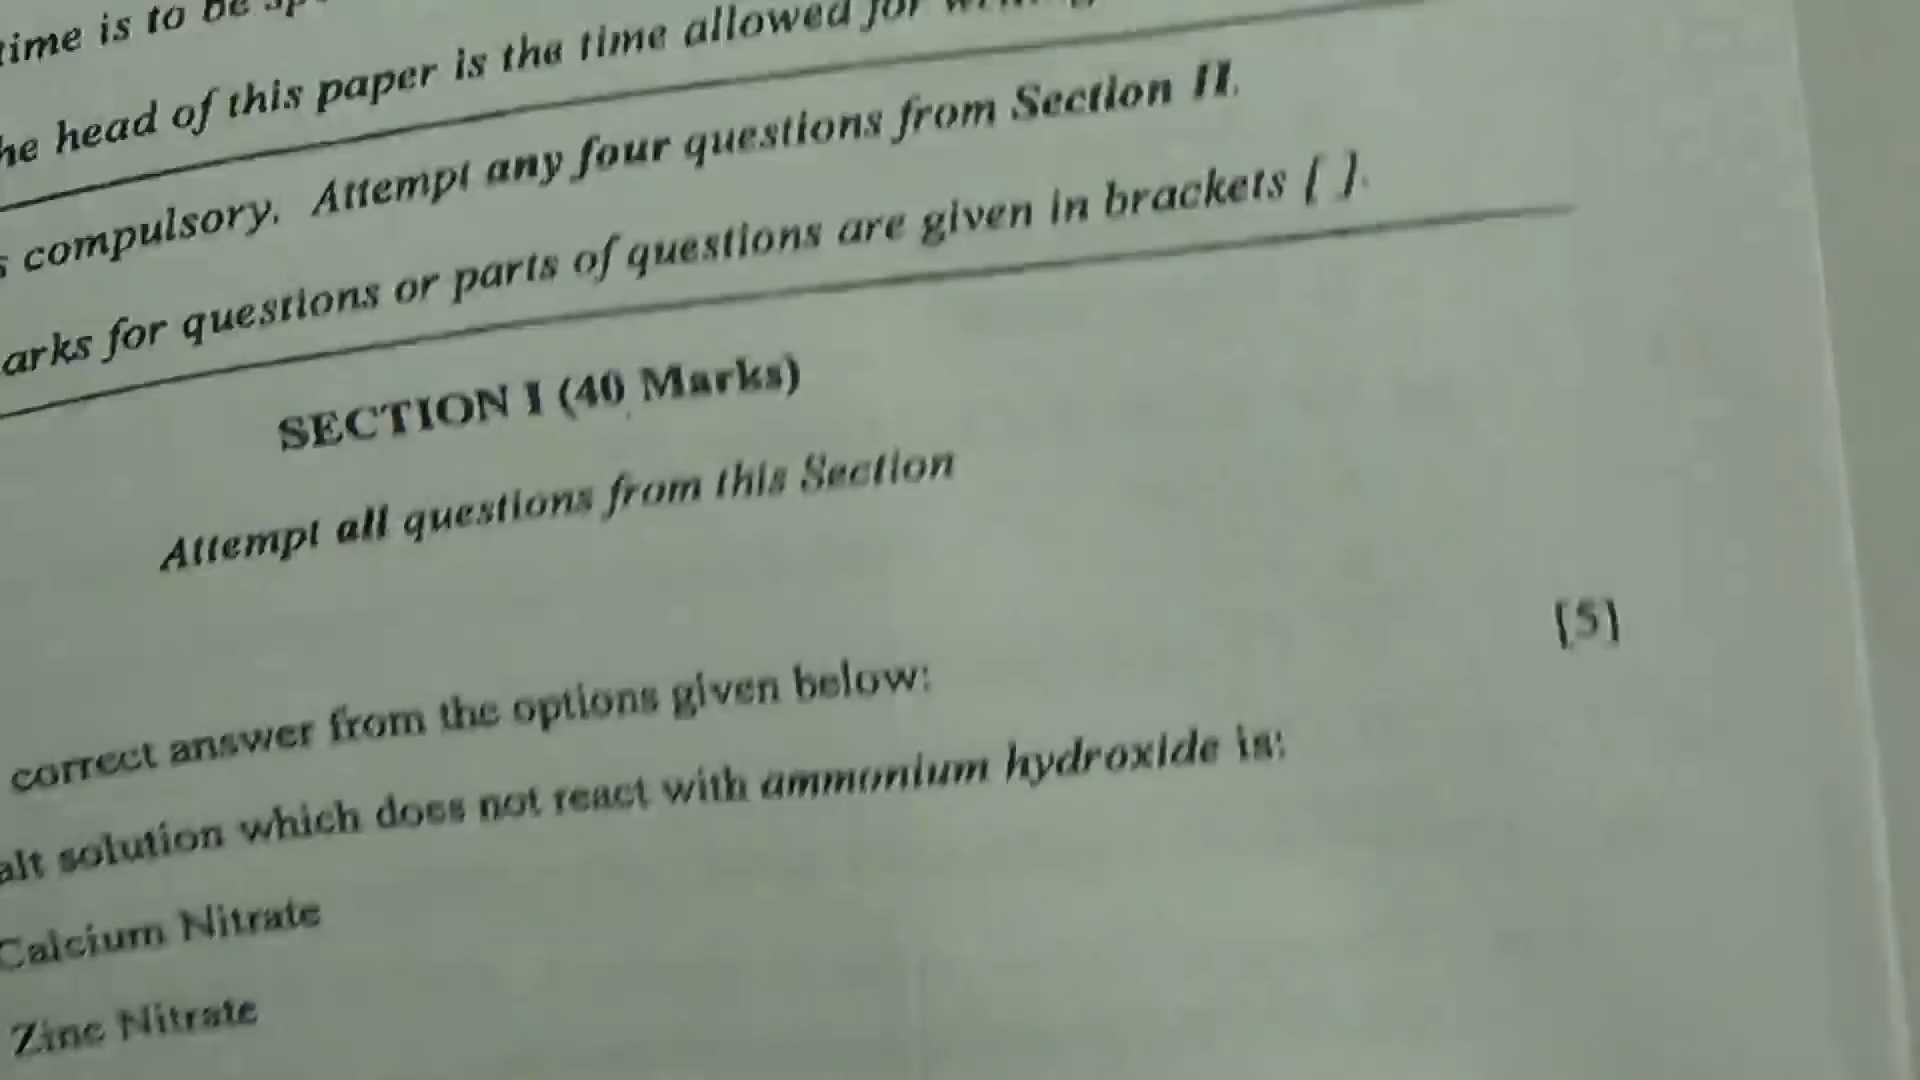 time is to be
he head of this paper is the time allowed for
s compulsory. Attempt any four questions from Section II.
arks for questions or parts of questions are given in brackets [ ].
SECTION I (40 Marks)
Attempt all questions from this Section
[5]
correct answer from the options given below:
alt solution which does not react with ammonium hydroxide is:
Calcium Nitrate
Zinc Nitrate